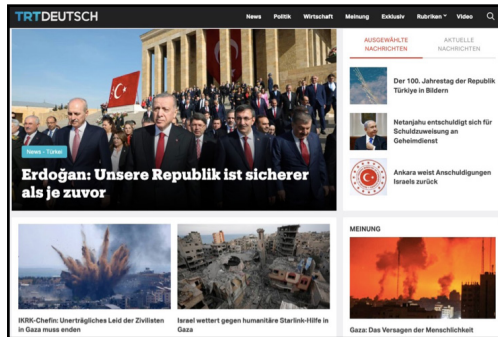 TRTDEUTSCH
News Politik Wirtschaft Meinung Exklusiv Rubriken Video
AUSGEWÄHLTE
NACHRICHTEN
AKTUELLE
NACHRICHTEN
Der 100. Jahrestag der Republik
Türkiye in Bildern
Netanjahu entschuldigt sich für
Schuldzuweisung an
Geheimdienst
Ankara weist Anschuldigungen
Israels zurück
News - Türkei
Erdoğan: Unsere Republik ist sicherer
als je zuvor
IKRK-Chefin: Unerträgliches Leid der Zivilisten
in Gaza muss enden
Israel wettert gegen humanitäre Starlink-Hilfe in
Gaza
MEINUNG
Gaza: Das Versagen der Menschlichkeit